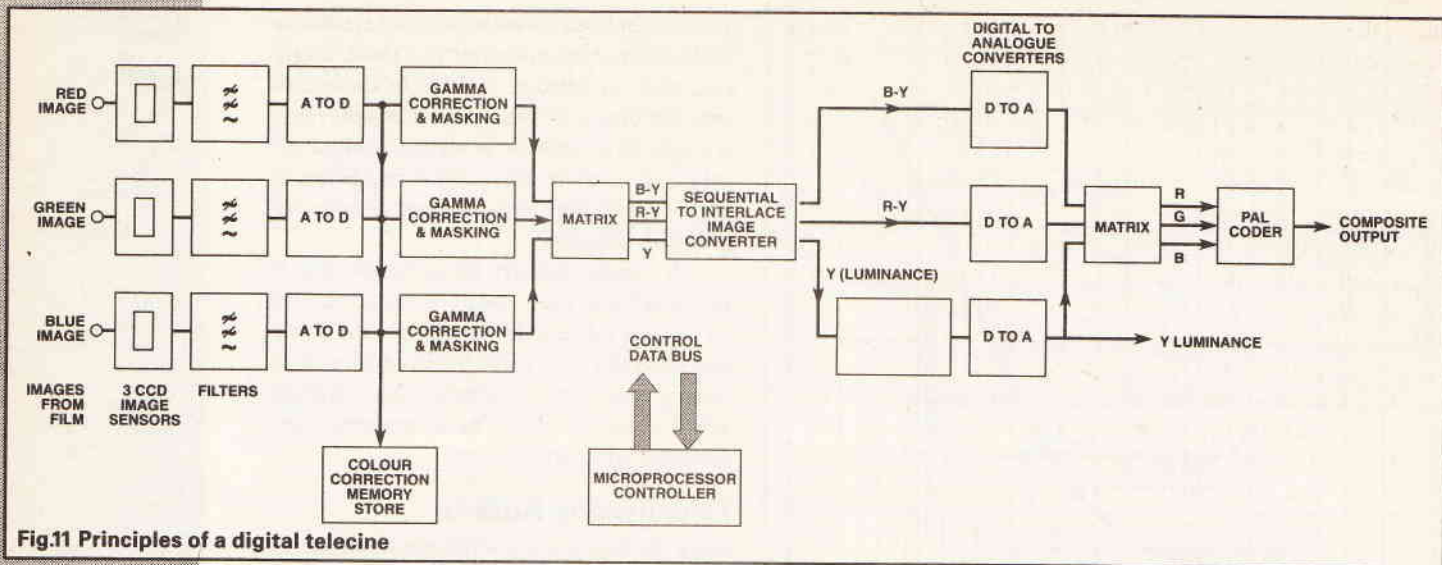 DIGITAL TO
ANALOGUE
CONVERTERS
RED
IMAGE
A TO D
GAMMA
CORRECTION
& MASKING
B-Y
D TO A
GREEN
IMAGE
A TO D
GAMMA
CORRECTION
& MASKING
MATRIX
B-Y
R-Y
Y
SEQUENTIAL
TO INTERLACE
IMAGE
CONVERTER
R-Y
D TO A
MATRIX
R
G
B
PAL
CODER
COMPOSITE
OUTPUT
Y (LUMINANCE)
BLUE
IMAGE
A TO D
GAMMA
CORRECTION
& MASKING
D TO A
Y LUMINANCE
IMAGES
FROM
FILM
3 CCD
IMAGE
SENSORS
FILTERS
CONTROL
DATA BUS
COLOUR
CORRECTION
MEMORY
STORE
MICROPROCESSOR
CONTROLLER
Fig.11 Principles of a digital telecine